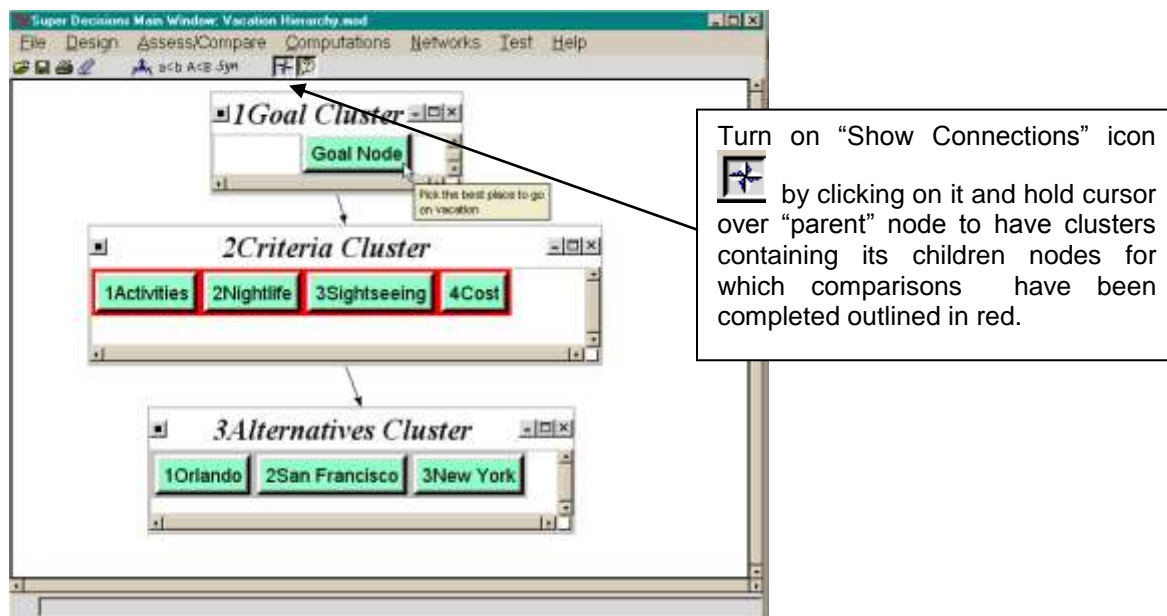 Super Decisions Main Window: Vacation Hierarchy.mod
File Design Assess/Compare Computations Networks Test Help
a<b A<B Syn
1Goal Cluster
Goal Node
Pick the best place to go
on vacation
2Criteria Cluster
1Activities 2Nightlife 3Sightseeing 4Cost
3Alternatives Cluster
1Orlando 2San Francisco 3New York
Turn on “Show Connections” icon
by clicking on it and hold cursor
over “parent” node to have clusters
containing its children nodes for
which comparisons have been
completed outlined in red.